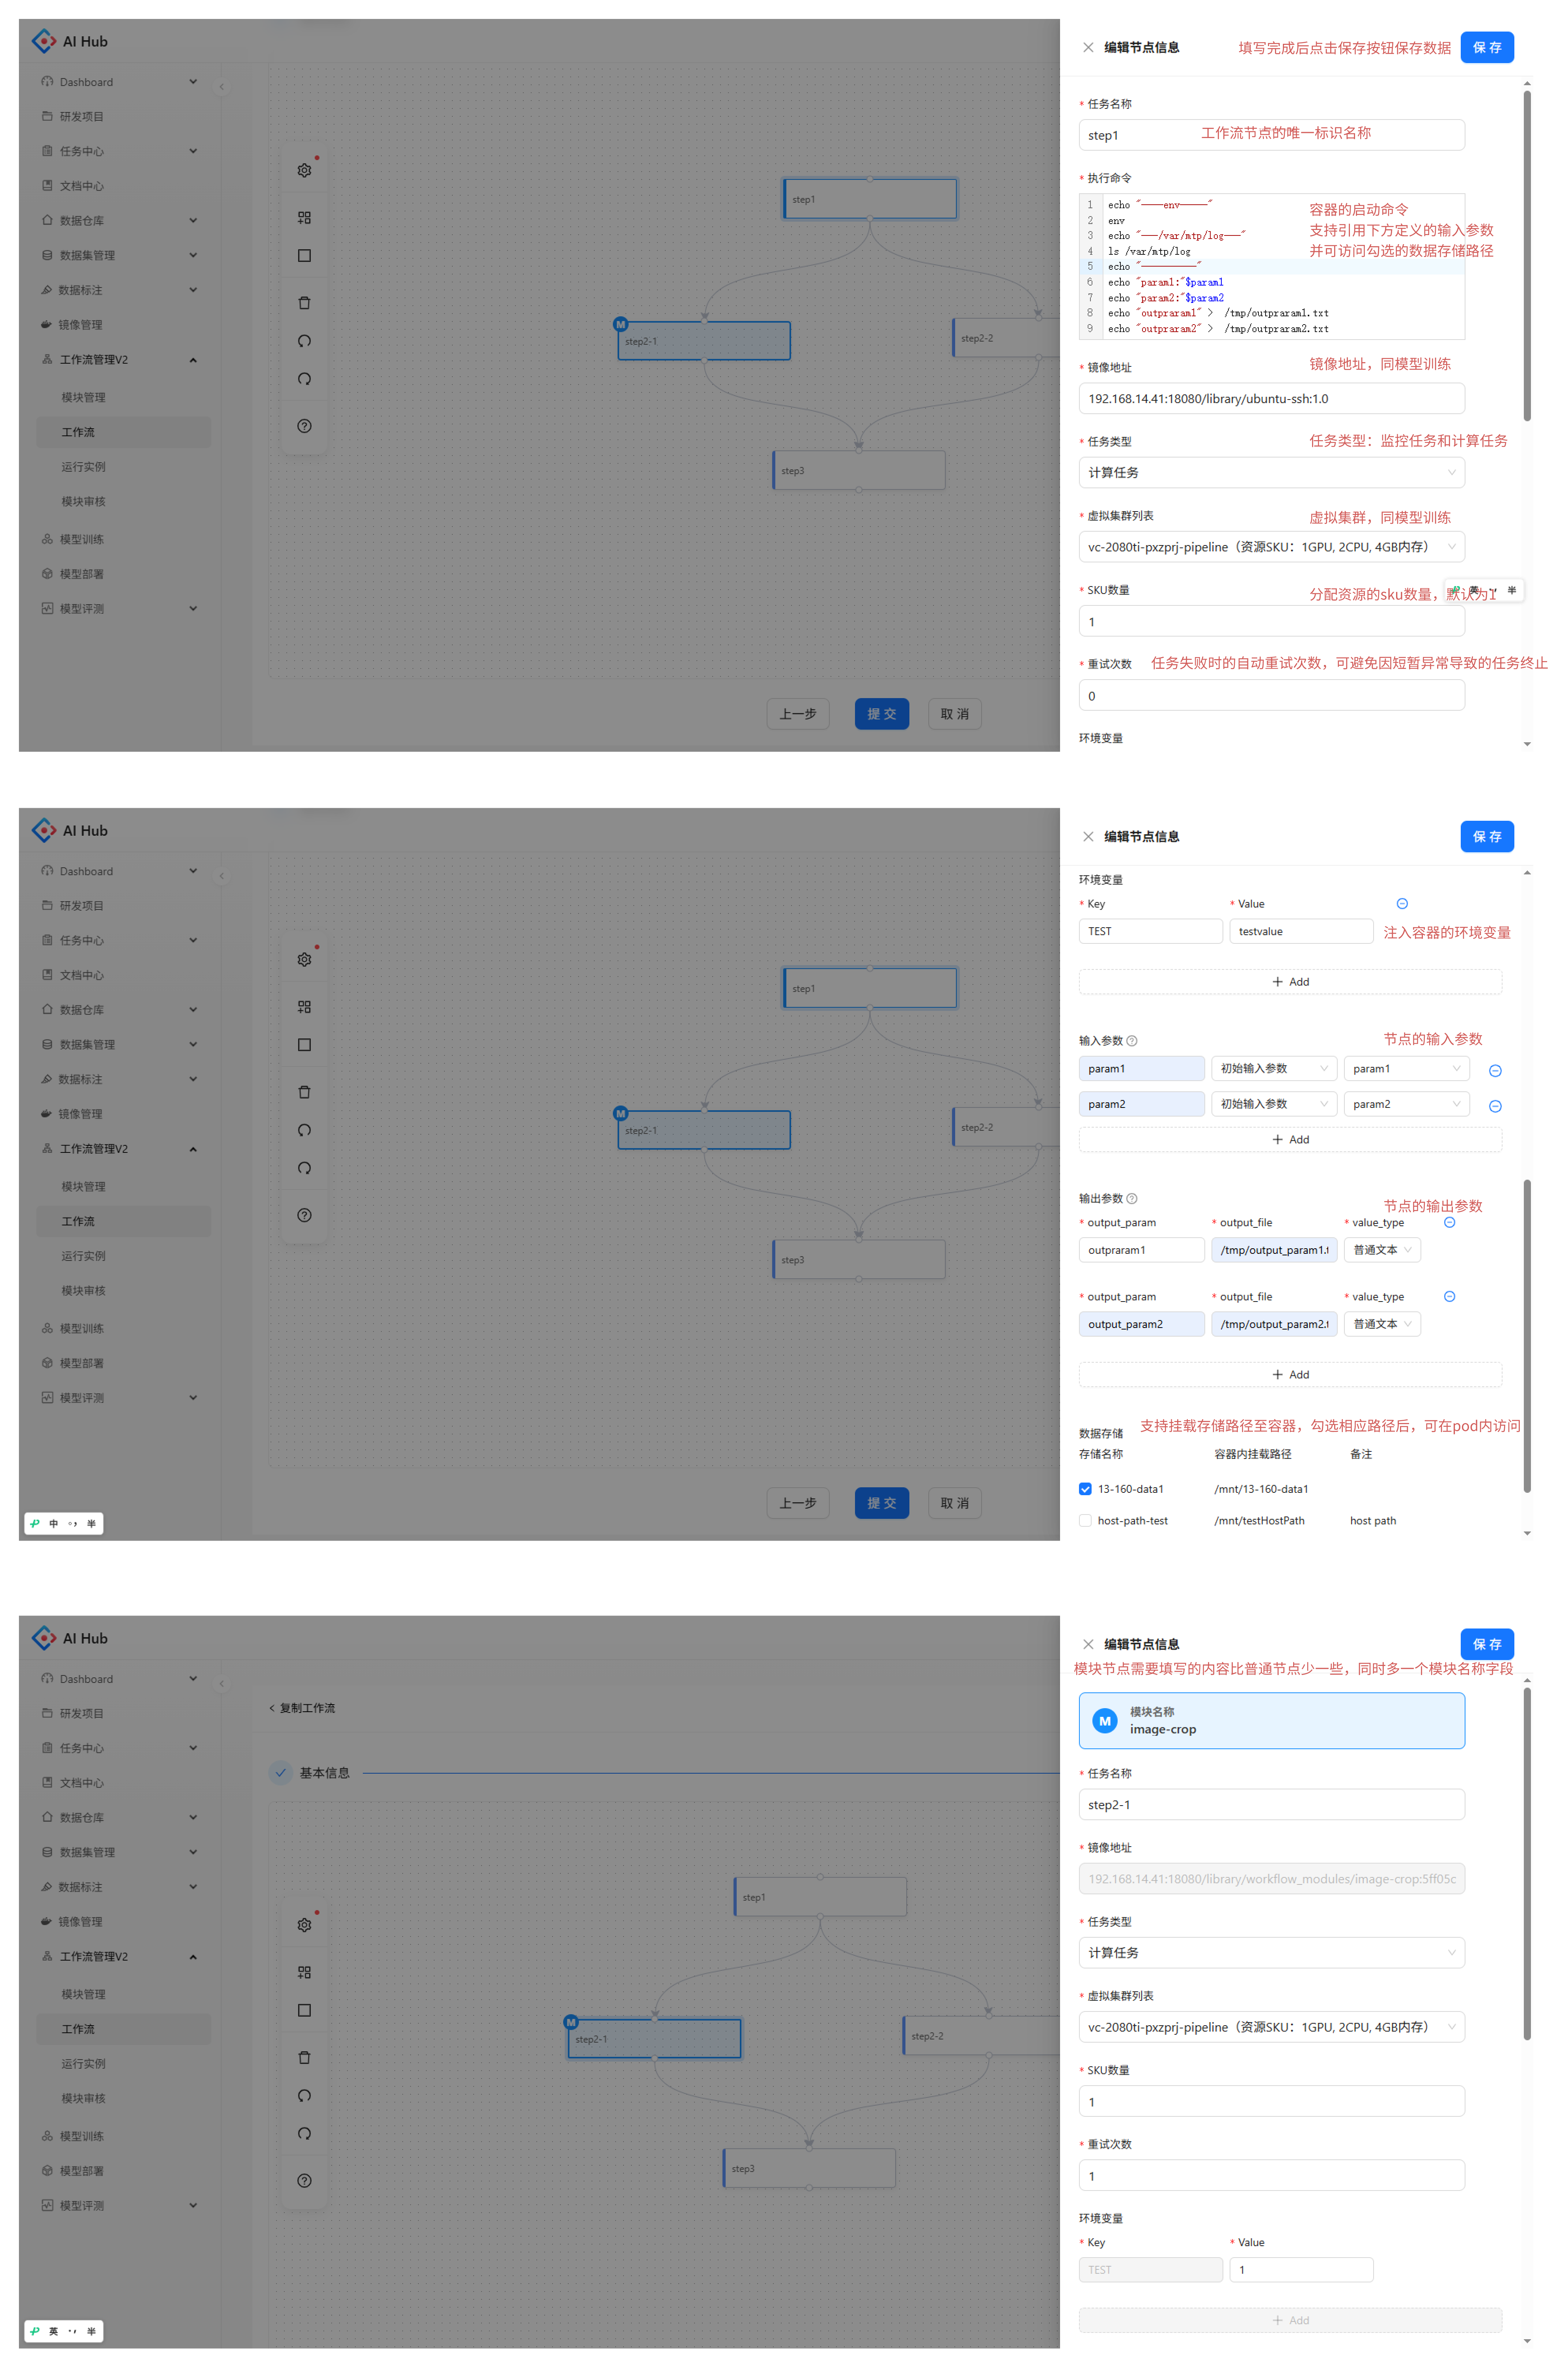 AI Hub
Dashboard
研发项目
任务中心
文档中心
数据仓库
数据集管理
数据标注
镜像管理
工作流管理V2
模块管理
工作流
运行实例
模块审核
模型训练
模型部署
模型评测
step1
M
step2-1
step2-2
step3
上一步
提 交
取 消
编辑节点信息
填写完成后点击保存按钮保存数据
保 存
* 任务名称
step1
工作流节点的唯一标识名称
* 执行命令
1 echo "----env-----"
2 env
3 echo "---/var/mtp/log---"
4 ls /var/mtp/log
5 echo "----------"
6 echo "param1:"$param1
7 echo "param2:"$param2
8 echo "outpraram1" > /tmp/outpraram1.txt
9 echo "outpraram2" > /tmp/outpraram2.txt
容器的启动命令
支持引用下方定义的输入参数
并可访问勾选的数据存储路径
* 镜像地址
镜像地址，同模型训练
192.168.14.41:18080/library/ubuntu-ssh:1.0
* 任务类型
任务类型：监控任务和计算任务
计算任务
* 虚拟集群列表
虚拟集群，同模型训练
vc-2080ti-pxzprj-pipeline（资源SKU：1GPU, 2CPU, 4GB内存）
* SKU数量
分配资源的sku数量，默认为1
英 半
1
* 重试次数
任务失败时的自动重试次数，可避免因短暂异常导致的任务终止
0
环境变量
AI Hub
Dashboard
研发项目
任务中心
文档中心
数据仓库
数据集管理
数据标注
镜像管理
工作流管理V2
模块管理
工作流
运行实例
模块审核
模型训练
模型部署
模型评测
中 半
step1
M
step2-1
step2-2
step3
上一步
提 交
取 消
编辑节点信息
保 存
环境变量
* Key * Value
TEST testvalue
注入容器的环境变量
+ Add
输入参数
节点的输入参数
param1 初始输入参数 param1
param2 初始输入参数 param2
+ Add
输出参数
节点的输出参数
* output_param * output_file * value_type
outpraram1 /tmp/output_param1.t 普通文本
* output_param * output_file * value_type
output_param2 /tmp/output_param2.t 普通文本
+ Add
数据存储
支持挂载存储路径至容器，勾选相应路径后，可在pod内访问
存储名称 容器内挂载路径 备注
13-160-data1 /mnt/13-160-data1
host-path-test /mnt/testHostPath host path
AI Hub
Dashboard
研发项目
任务中心
文档中心
数据仓库
数据集管理
数据标注
镜像管理
工作流管理V2
模块管理
工作流
运行实例
模块审核
模型训练
模型部署
模型评测
英 半
< 复制工作流
基本信息
step1
M
step2-1
step2-2
step3
编辑节点信息
保 存
模块节点需要填写的内容比普通节点少一些，同时多一个模块名称字段
M
模块名称
image-crop
* 任务名称
step2-1
* 镜像地址
192.168.14.41:18080/library/workflow_modules/image-crop:5ff05c
* 任务类型
计算任务
* 虚拟集群列表
vc-2080ti-pxzprj-pipeline（资源SKU：1GPU, 2CPU, 4GB内存）
* SKU数量
1
* 重试次数
1
环境变量
* Key * Value
TEST 1
+ Add